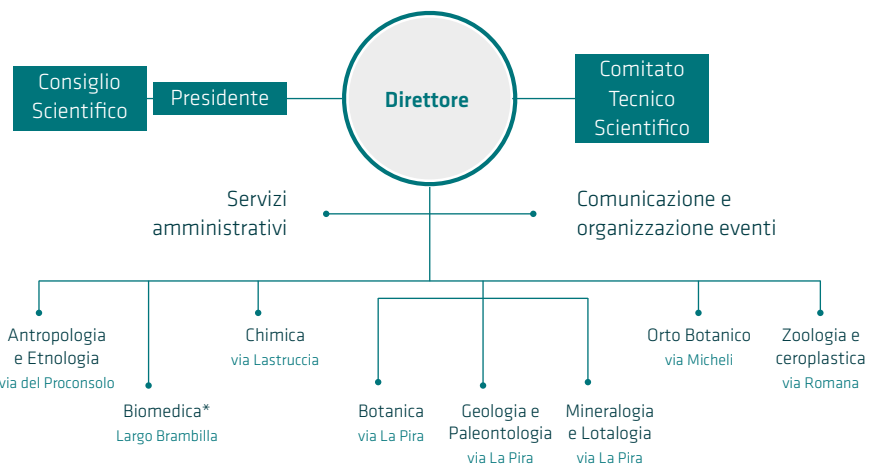 Consiglio
Scientifico
Presidente
Direttore
Comitato
Tecnico
Scientifico
Servizi
amministrativi
Comunicazione e
organizzazione eventi
Antropologia
e Etnologia
via del Proconsolo
Biomedica*
Largo Brambilla
Chimica
via Lastruccia
Botanica
via La Pira
Geologia e
Paleontologia
via La Pira
Mineralogia
e Lotalogia
via La Pira
Orto Botanico
via Micheli
Zoologia e
ceroplastica
via Romana